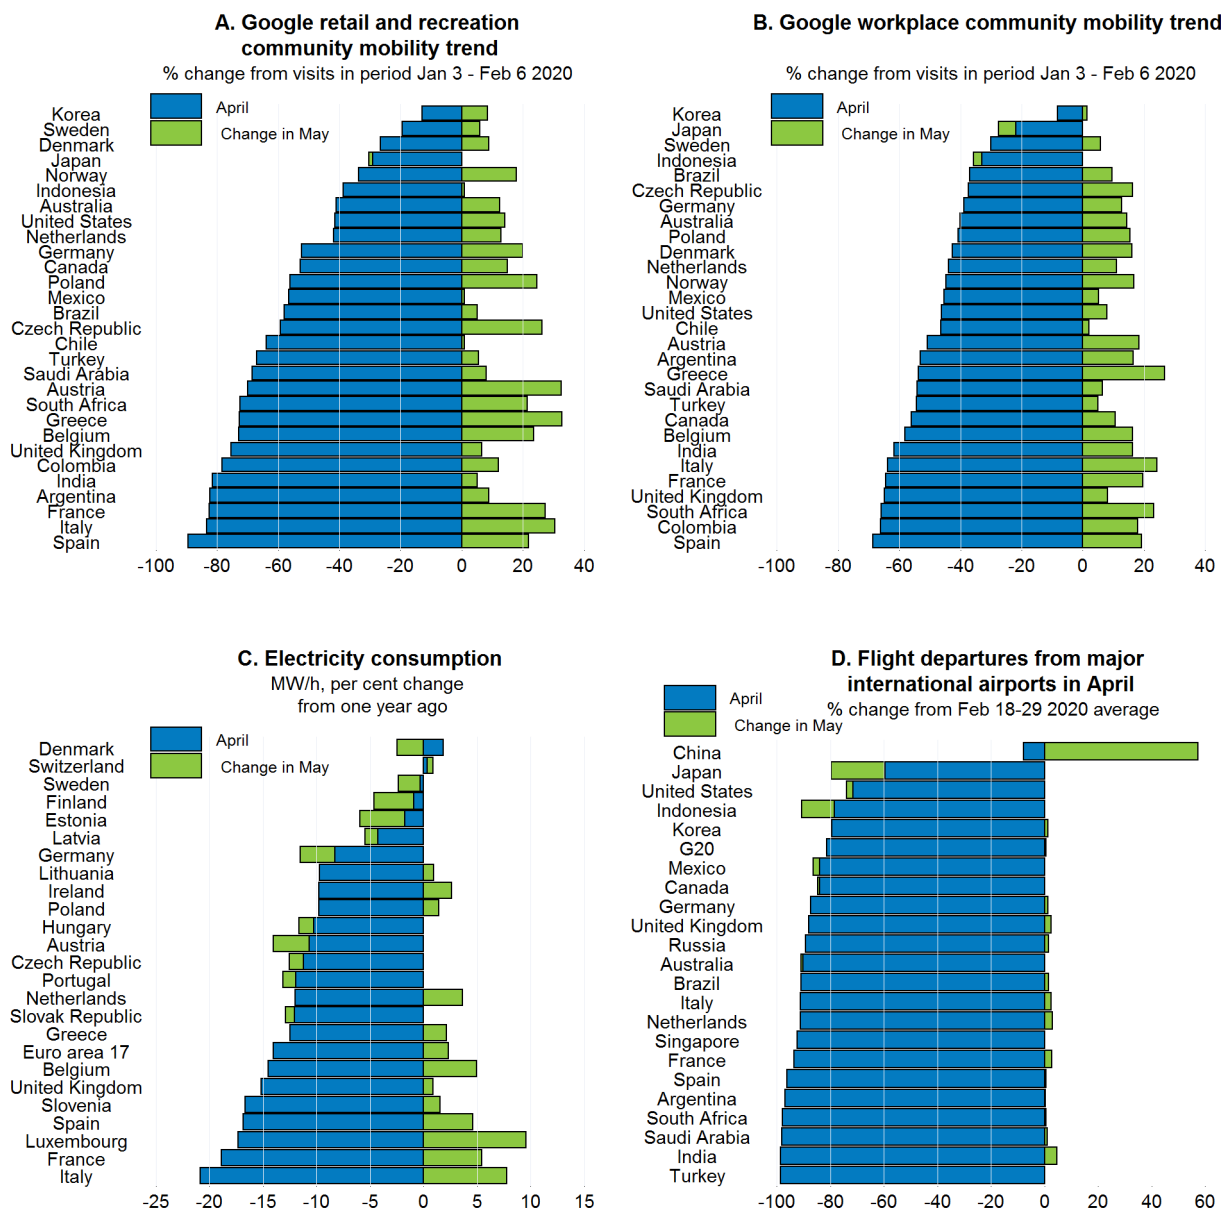 A. Google retail and recreation
community mobility trend
% change from visits in period Jan 3 - Feb 6 2020
April
Change in May
Korea
Sweden
Denmark
Japan
Norway
Indonesia
Australia
United States
Netherlands
Germany
Canada
Poland
Mexico
Brazil
Czech Republic
Chile
Turkey
Saudi Arabia
Austria
South Africa
Greece
Belgium
United Kingdom
Colombia
India
Argentina
France
Italy
Spain
-100 -80 -60 -40 -20 0 20 40
B. Google workplace community mobility trend
% change from visits in period Jan 3 - Feb 6 2020
April
Change in May
Korea
Japan
Sweden
Indonesia
Brazil
Czech Republic
Germany
Australia
Poland
Denmark
Netherlands
Norway
Mexico
United States
Chile
Austria
Argentina
Greece
Saudi Arabia
Turkey
Canada
Belgium
India
Italy
France
United Kingdom
South Africa
Colombia
Spain
-100 -80 -60 -40 -20 0 20 40
C. Electricity consumption
MW/h, per cent change
from one year ago
April
Change in May
Denmark
Switzerland
Sweden
Finland
Estonia
Latvia
Germany
Lithuania
Ireland
Poland
Hungary
Austria
Czech Republic
Portugal
Netherlands
Slovak Republic
Greece
Euro area 17
Belgium
United Kingdom
Slovenia
Spain
Luxembourg
France
Italy
-25 -20 -15 -10 -5 0 5 10 15
D. Flight departures from major
international airports in April
% change from Feb 18-29 2020 average
April
Change in May
China
Japan
United States
Indonesia
Korea
G20
Mexico
Canada
Germany
United Kingdom
Russia
Australia
Brazil
Italy
Netherlands
Singapore
France
Spain
Argentina
South Africa
Saudi Arabia
India
Turkey
-100 -80 -60 -40 -20 0 20 40 60